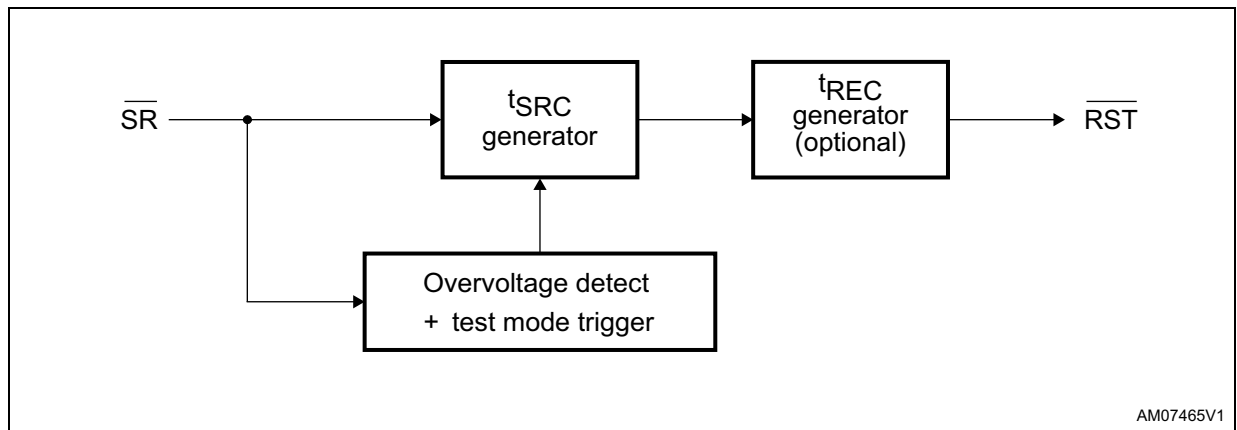 SR
tSRC
generator
tREC
generator
(optional)
RST
Overvoltage detect
+ test mode trigger
AM07465V1